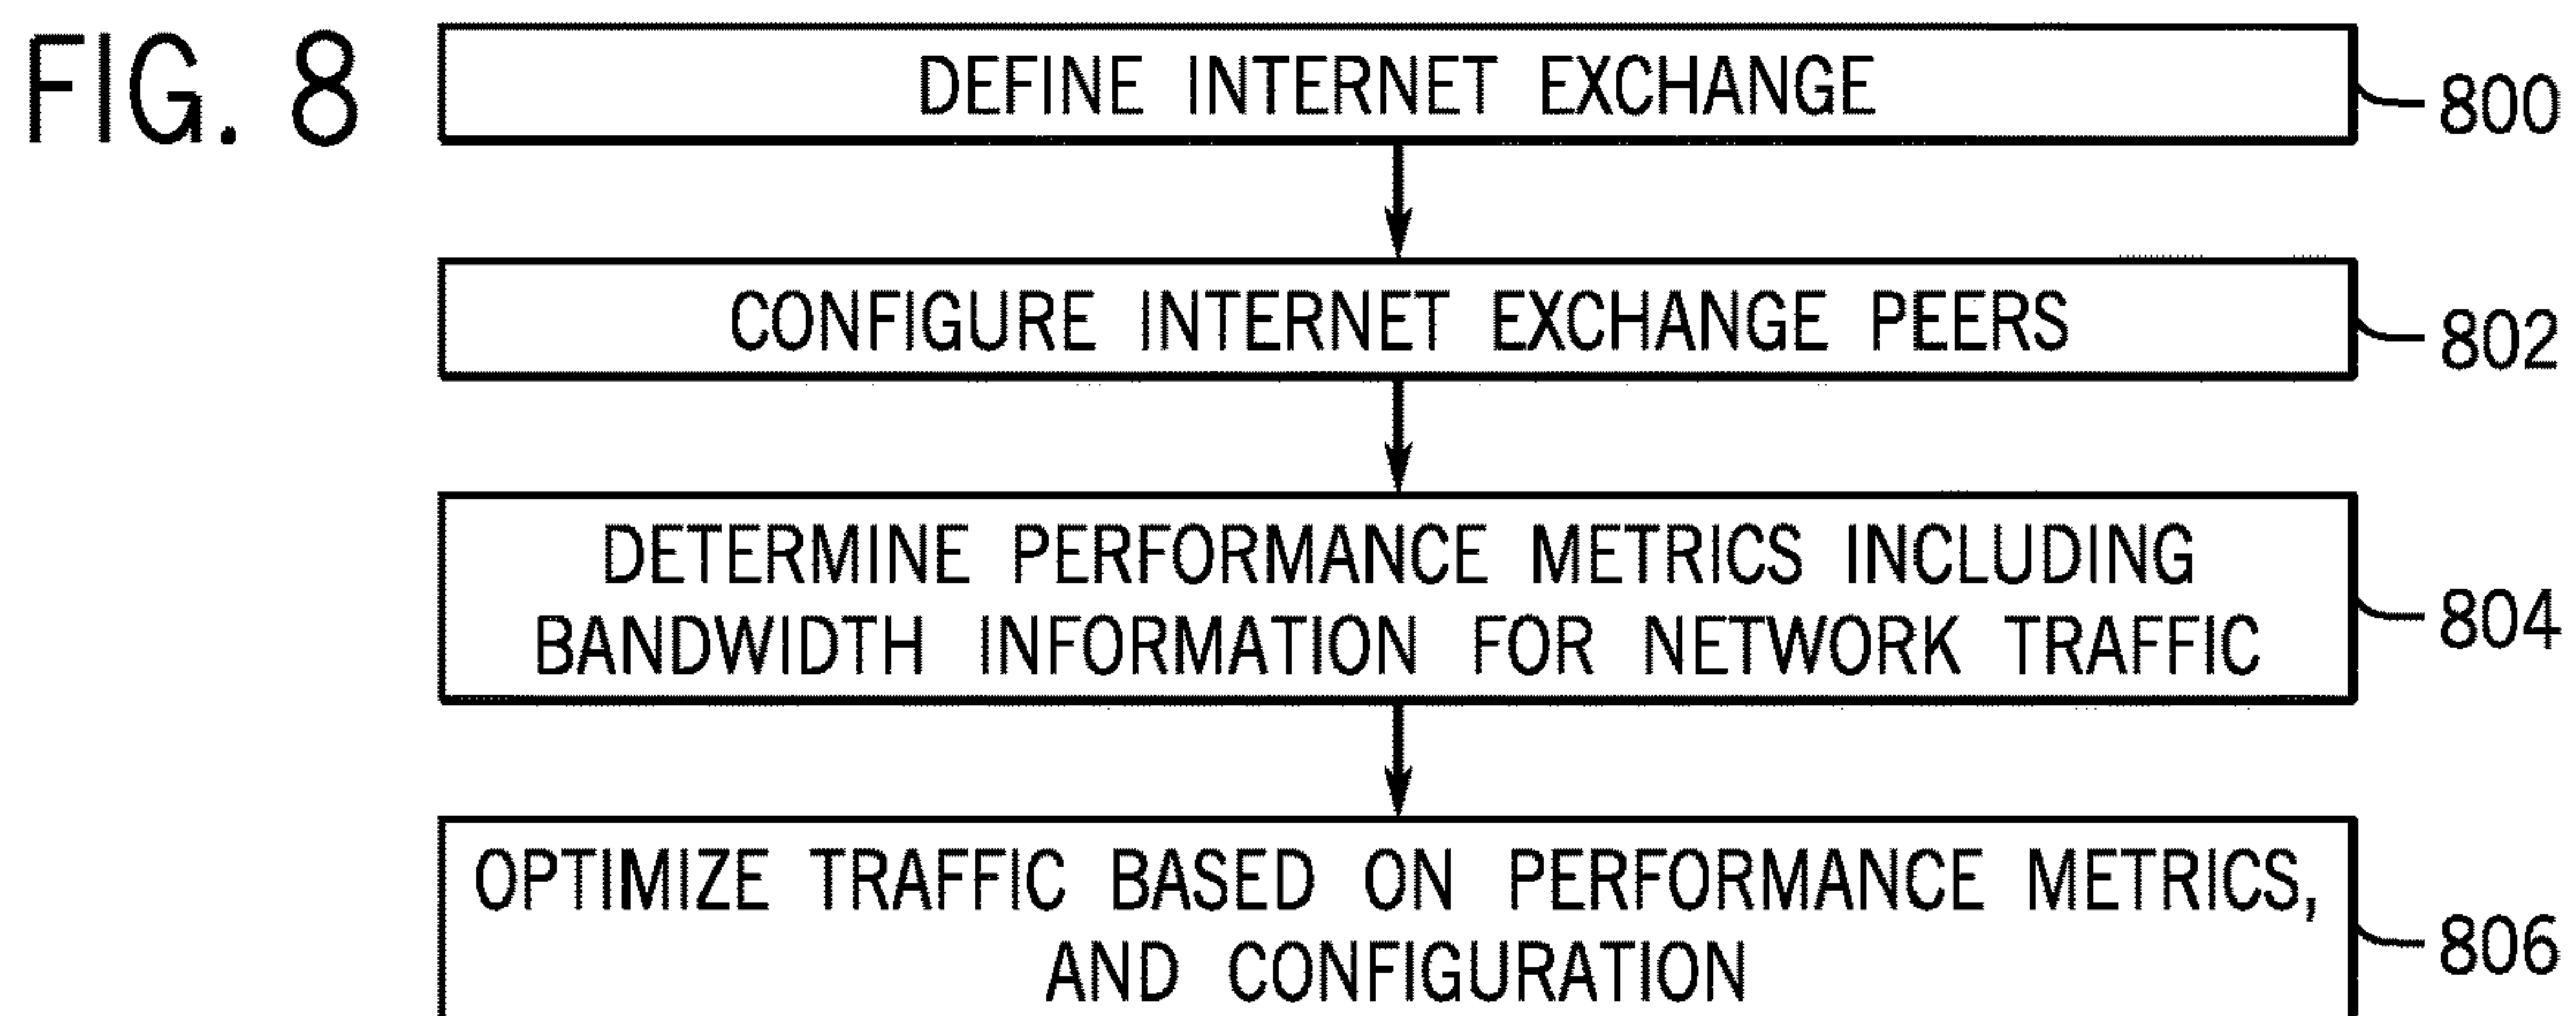 FIG. 8
DEFINE INTERNET EXCHANGE
800
CONFIGURE INTERNET EXCHANGE PEERS
802
DETERMINE PERFORMANCE METRICS INCLUDING
BANDWIDTH INFORMATION FOR NETWORK TRAFFIC
804
OPTIMIZE TRAFFIC BASED ON PERFORMANCE METRICS,
AND CONFIGURATION
806